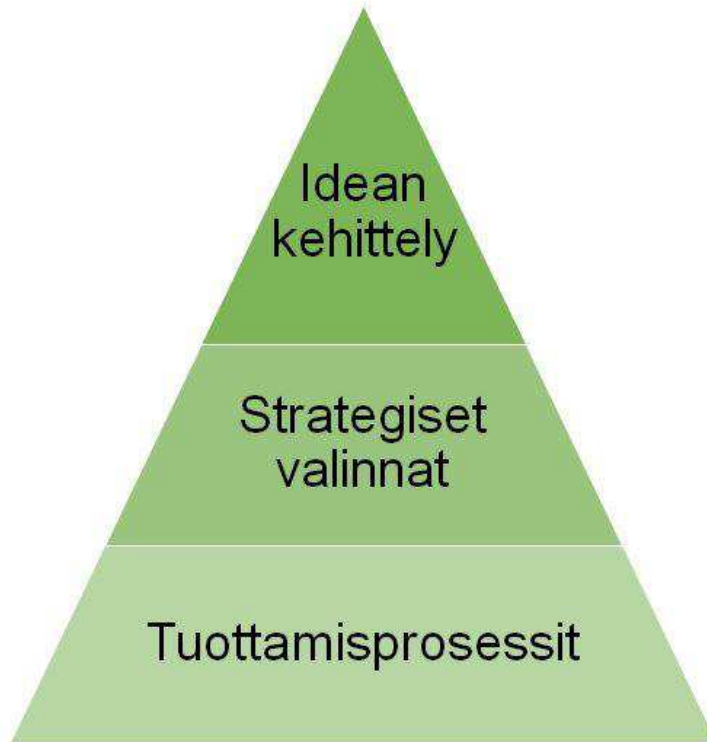 Idean
kehittely
Strategiset
valinnat
Tuottamisprosessit